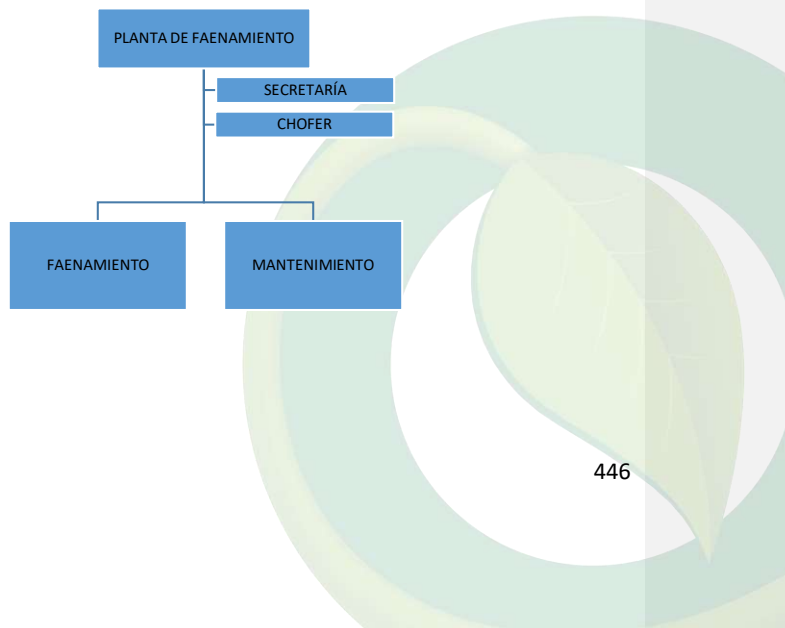 PLANTA DE FAENAMIENTO
SECRETARÍA
CHOFER
FAENAMIENTO
MANTENIMIENTO
446